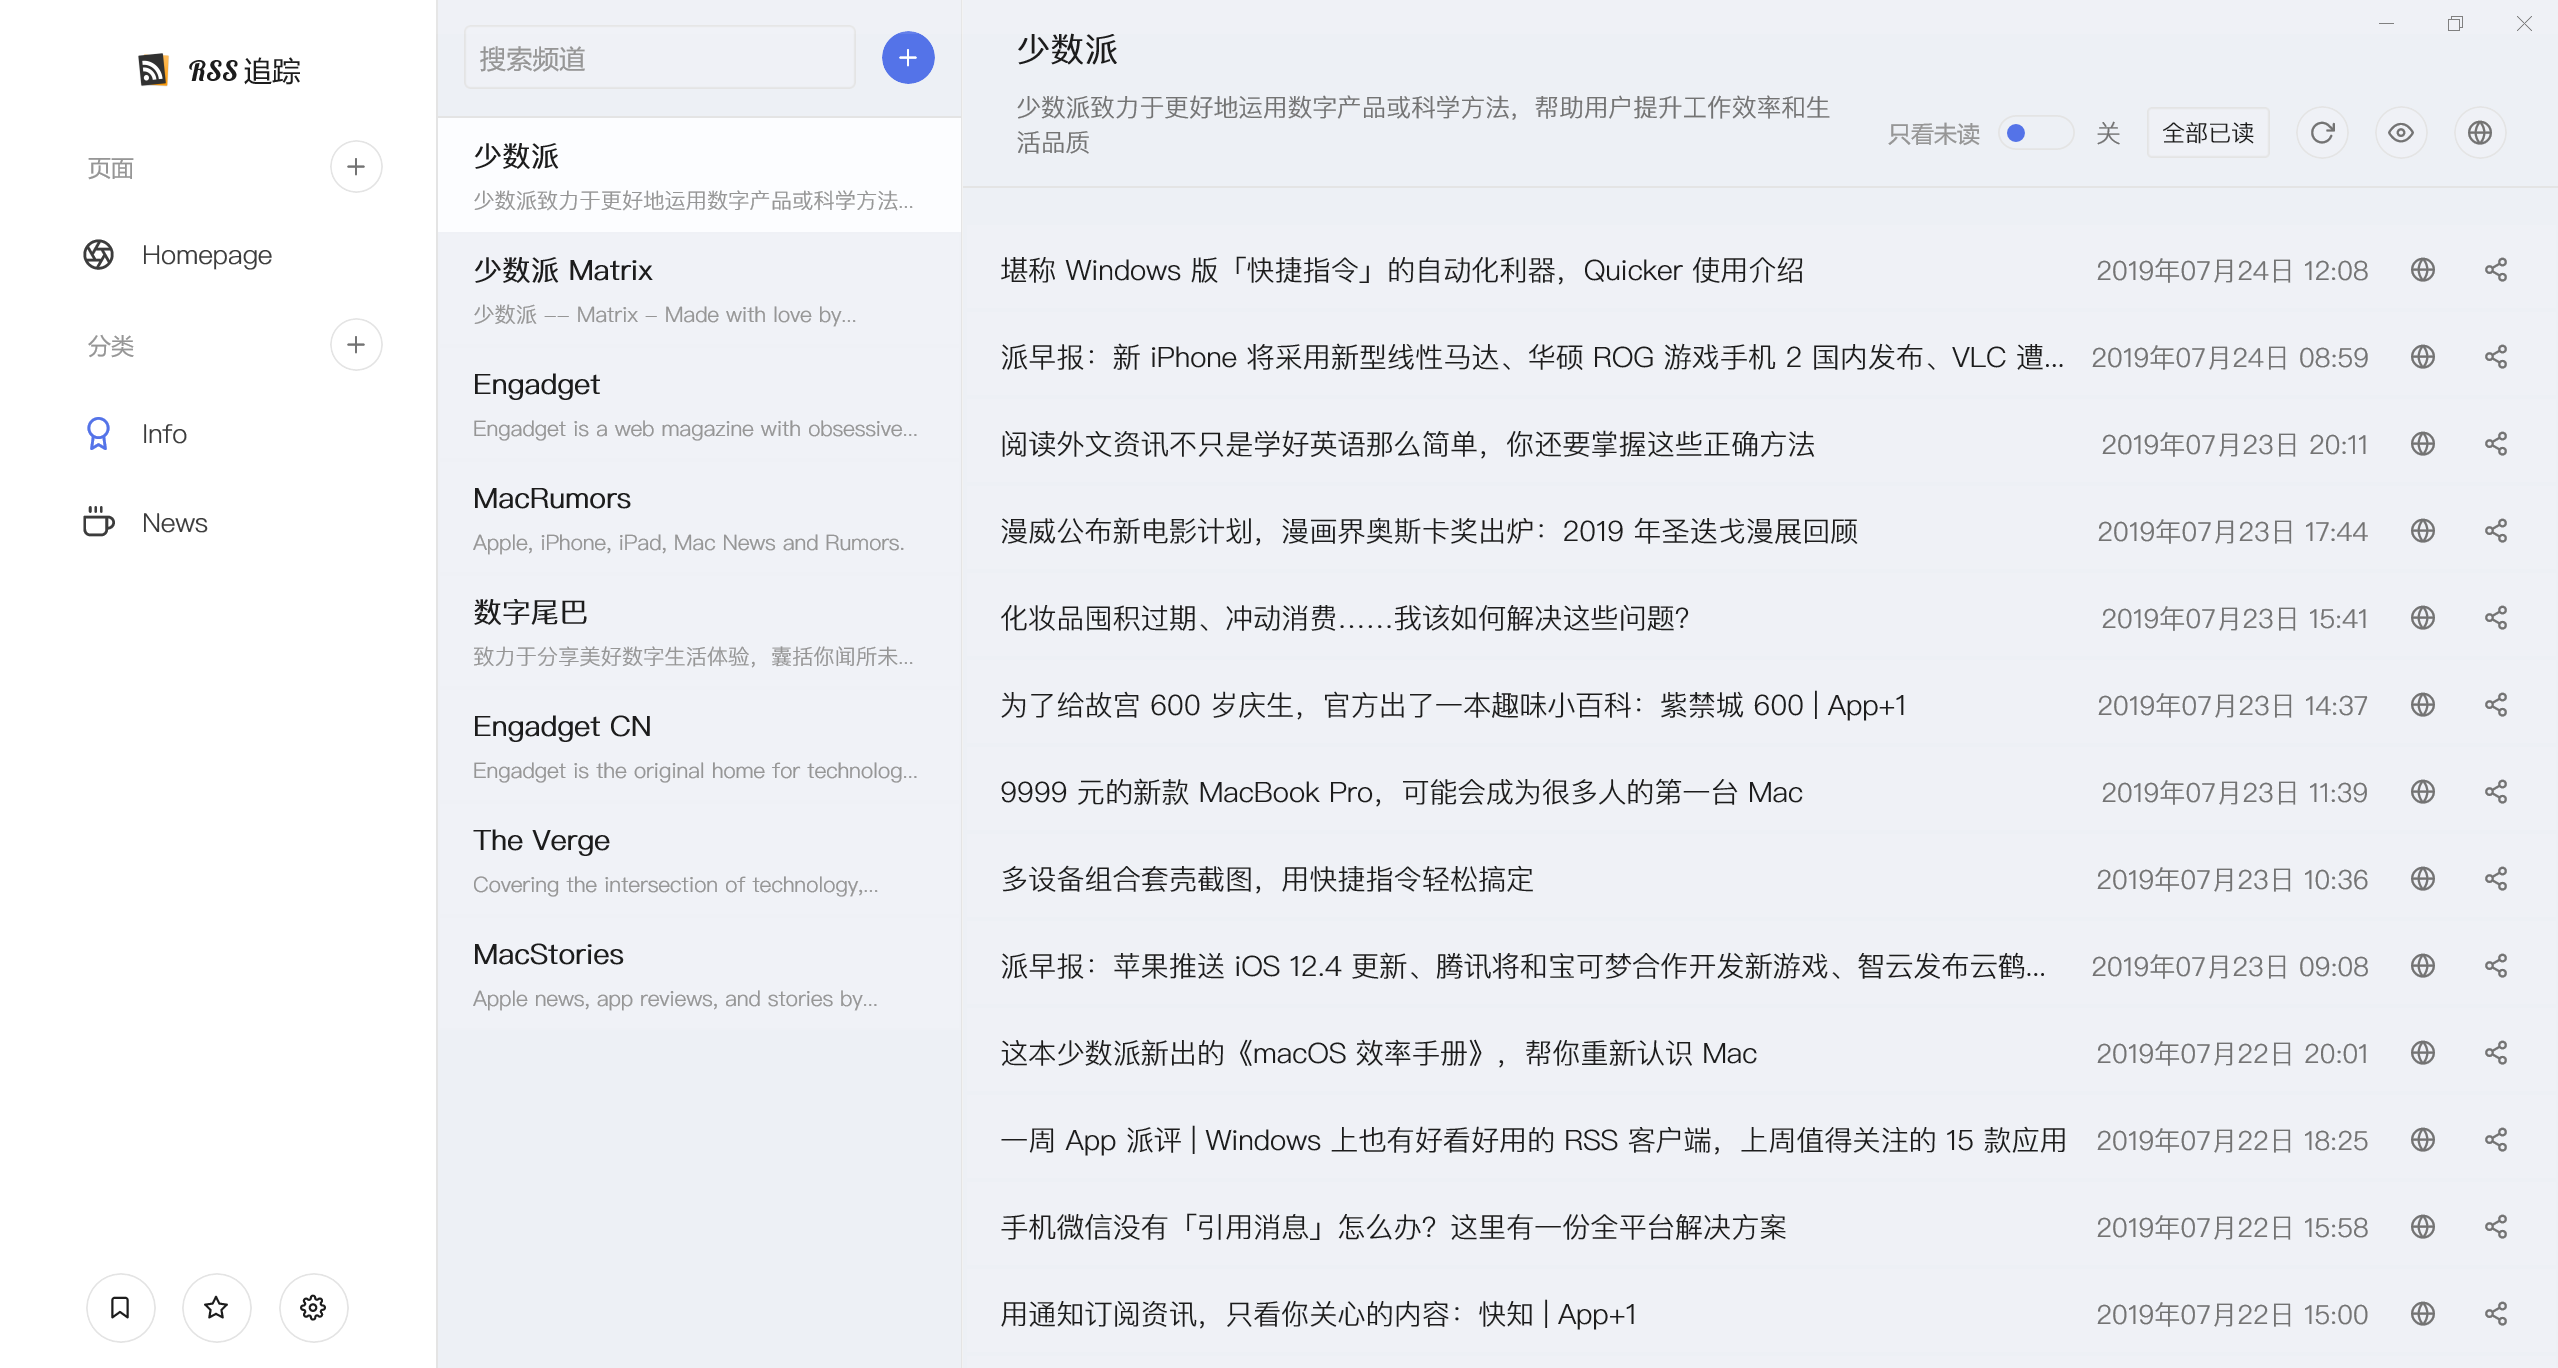 RSS 追踪
页面
Homepage
分类
Info
News
搜索频道
少数派
少数派致力于更好地运用数字产品或科学方法...
少数派 Matrix
少数派 –– Matrix – Made with love by...
Engadget
Engadget is a web magazine with obsessive...
MacRumors
Apple, iPhone, iPad, Mac News and Rumors.
数字尾巴
致力于分享美好数字生活体验，囊括你闻所未...
Engadget CN
Engadget is the original home for technolog...
The Verge
Covering the intersection of technology,...
MacStories
Apple news, app reviews, and stories by...
少数派
少数派致力于更好地运用数字产品或科学方法，帮助用户提升工作效率和生
活品质
只看未读 关 全部已读
堪称 Windows 版「快捷指令」的自动化利器，Quicker 使用介绍 2019年07月24日 12:08
派早报：新 iPhone 将采用新型线性马达、华硕 ROG 游戏手机 2 国内发布、VLC 遭... 2019年07月24日 08:59
阅读外文资讯不只是学好英语那么简单，你还要掌握这些正确方法 2019年07月23日 20:11
漫威公布新电影计划，漫画界奥斯卡奖出炉：2019 年圣迭戈漫展回顾 2019年07月23日 17:44
化妆品囤积过期、冲动消费……我该如何解决这些问题？ 2019年07月23日 15:41
为了给故宫 600 岁庆生，官方出了一本趣味小百科：紫禁城 600 | App+1 2019年07月23日 14:37
9999 元的新款 MacBook Pro，可能会成为很多人的第一台 Mac 2019年07月23日 11:39
多设备组合套壳截图，用快捷指令轻松搞定 2019年07月23日 10:36
派早报：苹果推送 iOS 12.4 更新、腾讯将和宝可梦合作开发新游戏、智云发布云鹤... 2019年07月23日 09:08
这本少数派新出的《macOS 效率手册》，帮你重新认识 Mac 2019年07月22日 20:01
一周 App 派评 | Windows 上也有好看好用的 RSS 客户端，上周值得关注的 15 款应用 2019年07月22日 18:25
手机微信没有「引用消息」怎么办？这里有一份全平台解决方案 2019年07月22日 15:58
用通知订阅资讯，只看你关心的内容：快知 | App+1 2019年07月22日 15:00